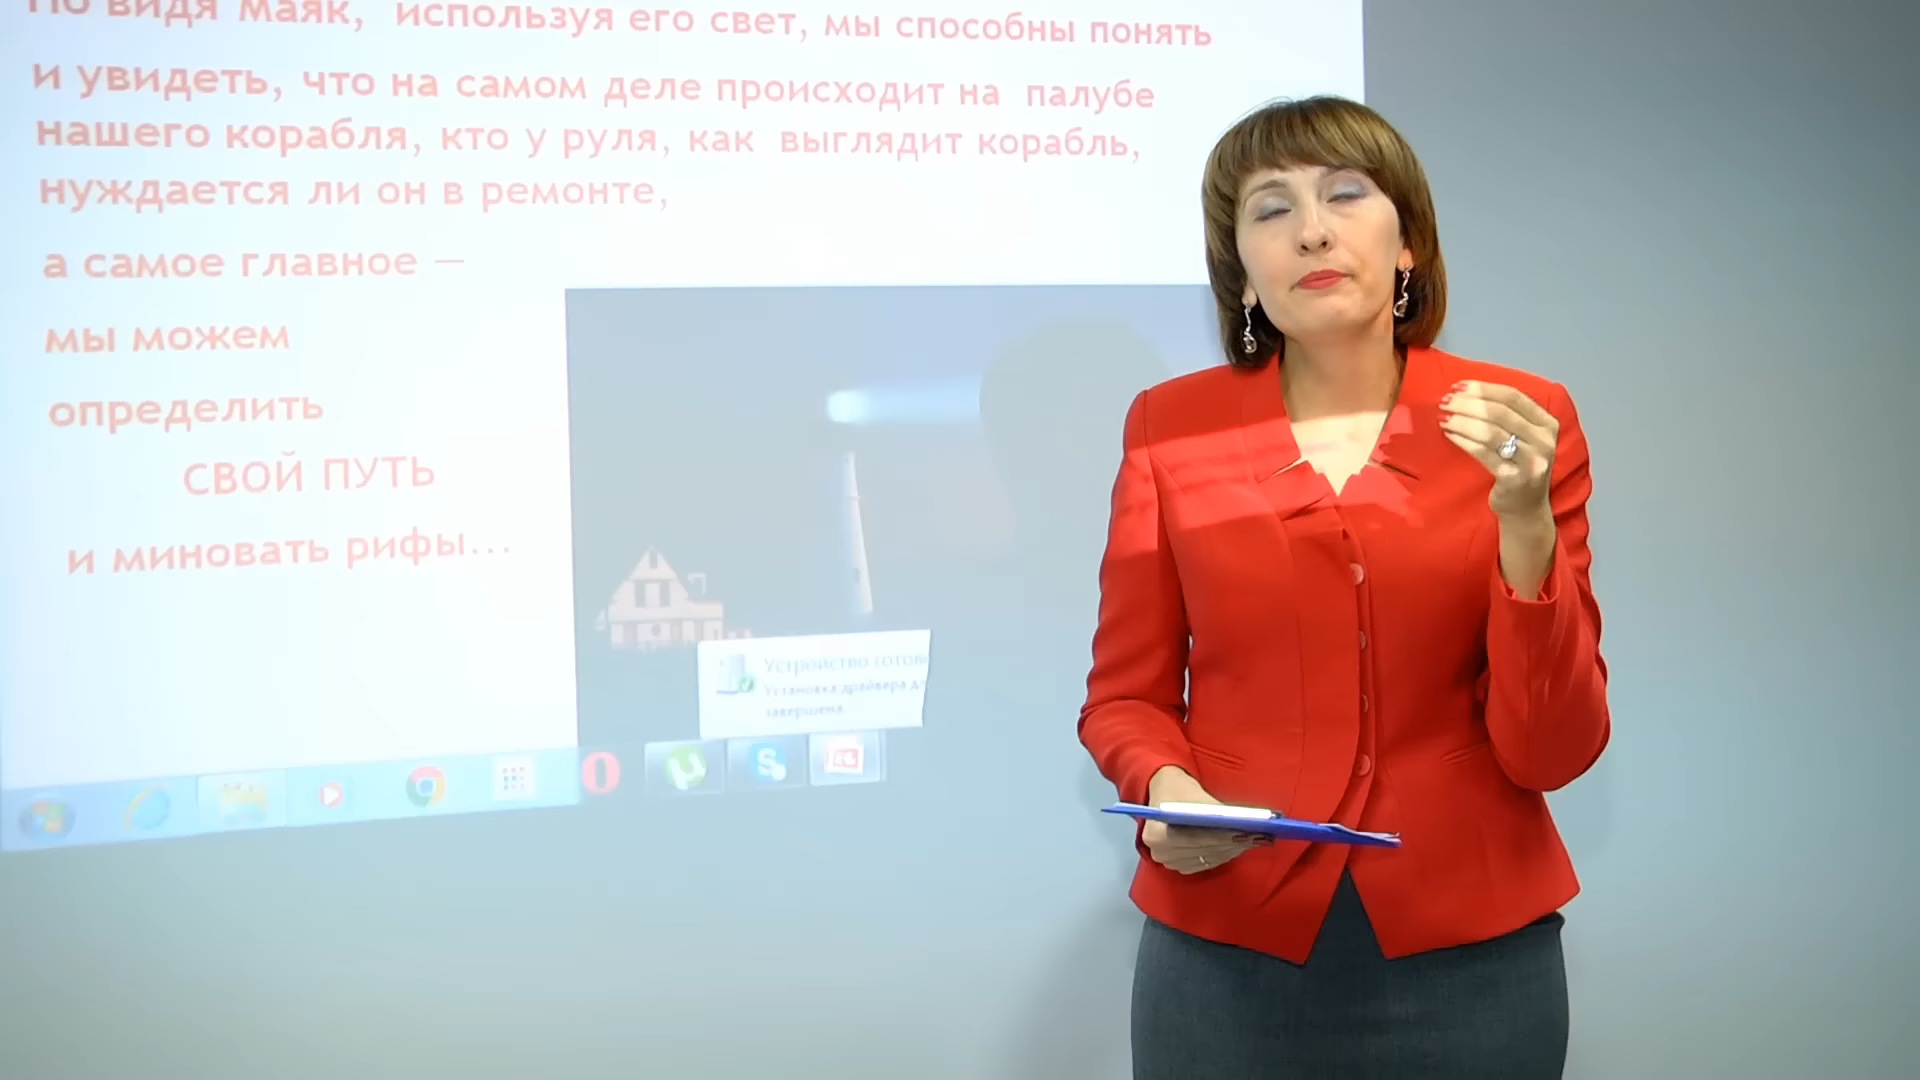 Но видя маяк, используя его свет, мы способны понять
и увидеть, что на самом деле происходит на палубе
нашего корабля, кто у руля, как выглядит корабль,
нуждается ли он в ремонте,
а самое главное —
мы можем
определить
СВОЙ ПУТЬ
и миновать рифы...
Устройство готов
Установка драйвера
завершена